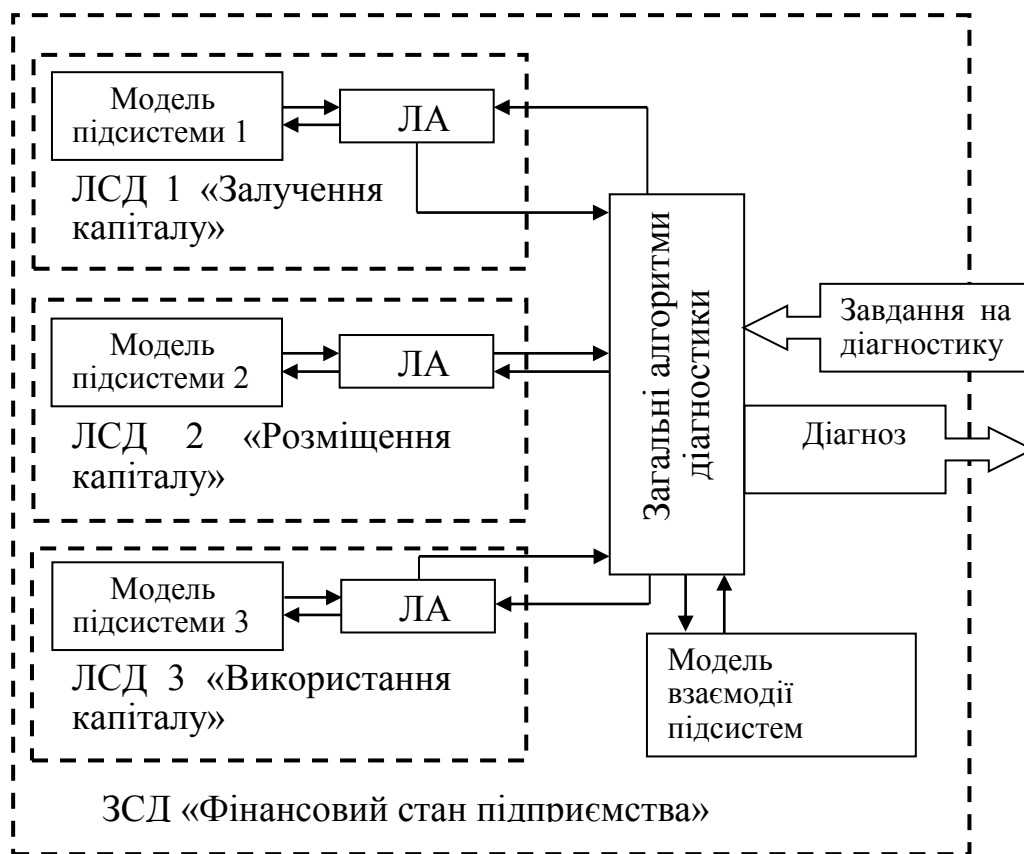 Модель
підсистеми 1
ЛА
ЛСД 1 «Залучення
капіталу»
Модель
підсистеми 2
ЛА
ЛСД 2 «Розміщення
капіталу»
Модель
підсистеми 3
ЛА
ЛСД 3 «Використання
капіталу»
Загальні алгоритми
діагностики
Завдання на
діагностику
Діагноз
Модель
взаємодії
підсистем
ЗСД «Фінансовий стан підприємства»